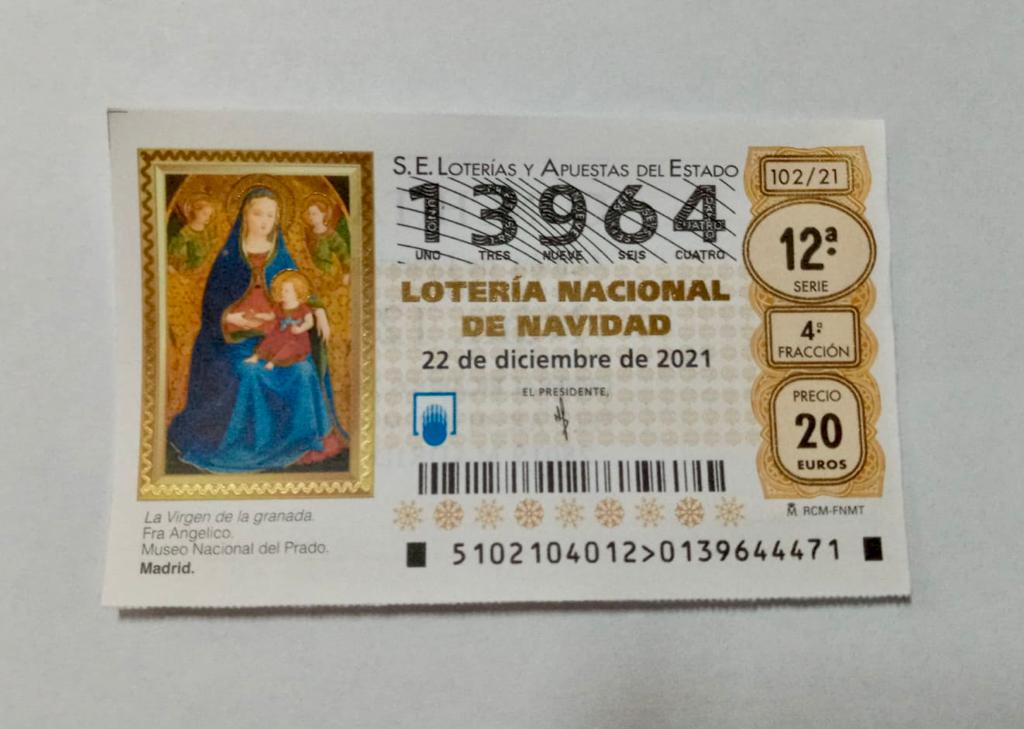 S.E. LOTERÍAS Y APUESTAS DEL ESTADO
13964
UNO TRES NUEVE SEIS CUATRO
LOTERÍA NACIONAL
DE NAVIDAD
22 de diciembre de 2021
EL PRESIDENTE,
102/21
12ª
SERIE
4ª
FRACCIÓN
PRECIO
20
EUROS
RCM-FNMT
La Virgen de la granada.
Fra Angelico.
Museo Nacional del Prado.
Madrid.
5102104012>0139644471